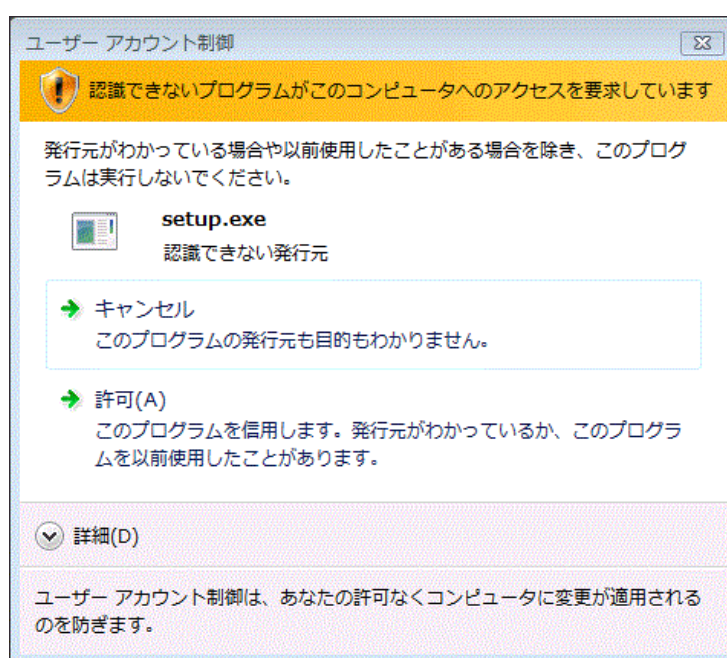 ユーザー アカウント制御
認識できないプログラムがこのコンピュータへのアクセスを要求しています
発行元がわかっている場合や以前使用したことがある場合を除き、このプログ
ラムは実行しないでください。
setup.exe
認識できない発行元
キャンセル
このプログラムの発行元も目的もわかりません。
許可(A)
このプログラムを信用します。発行元がわかっているか、このプログラ
ムを以前使用したことがあります。
詳細(D)
ユーザー アカウント制御は、あなたの許可なくコンピュータに変更が適用される
のを防ぎます。